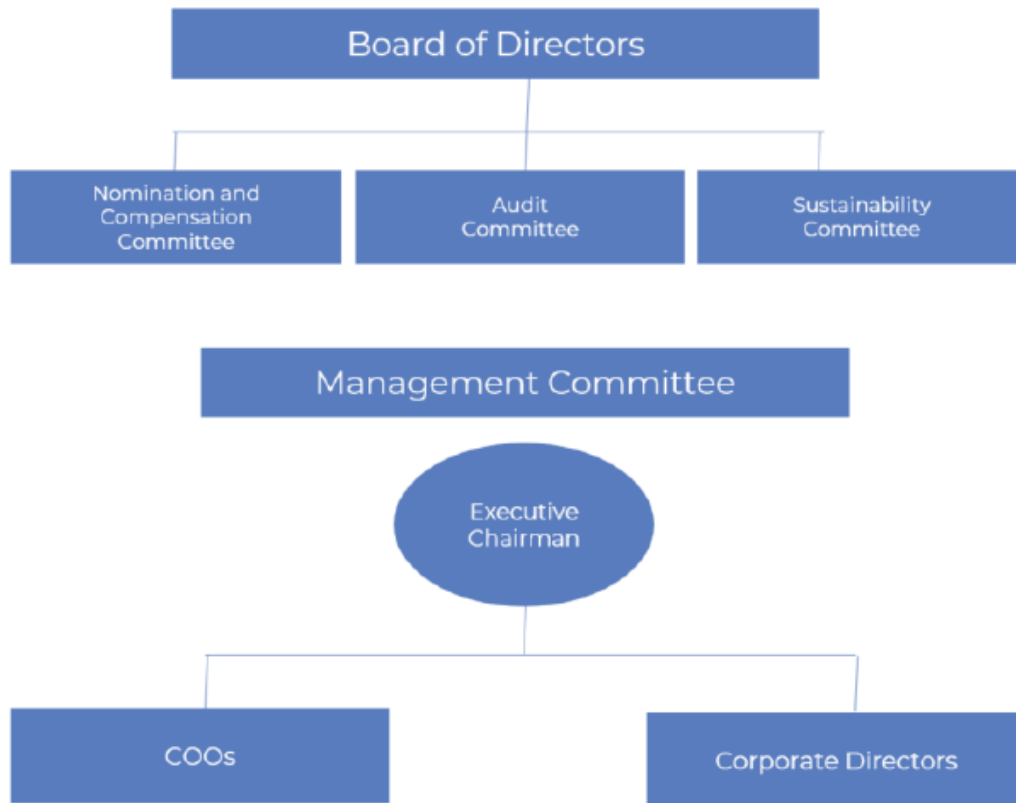 Board of Directors
Nomination and
Compensation
Committee
Audit
Committee
Sustainability
Committee
Management Committee
Executive
Chairman
COOs
Corporate Directors